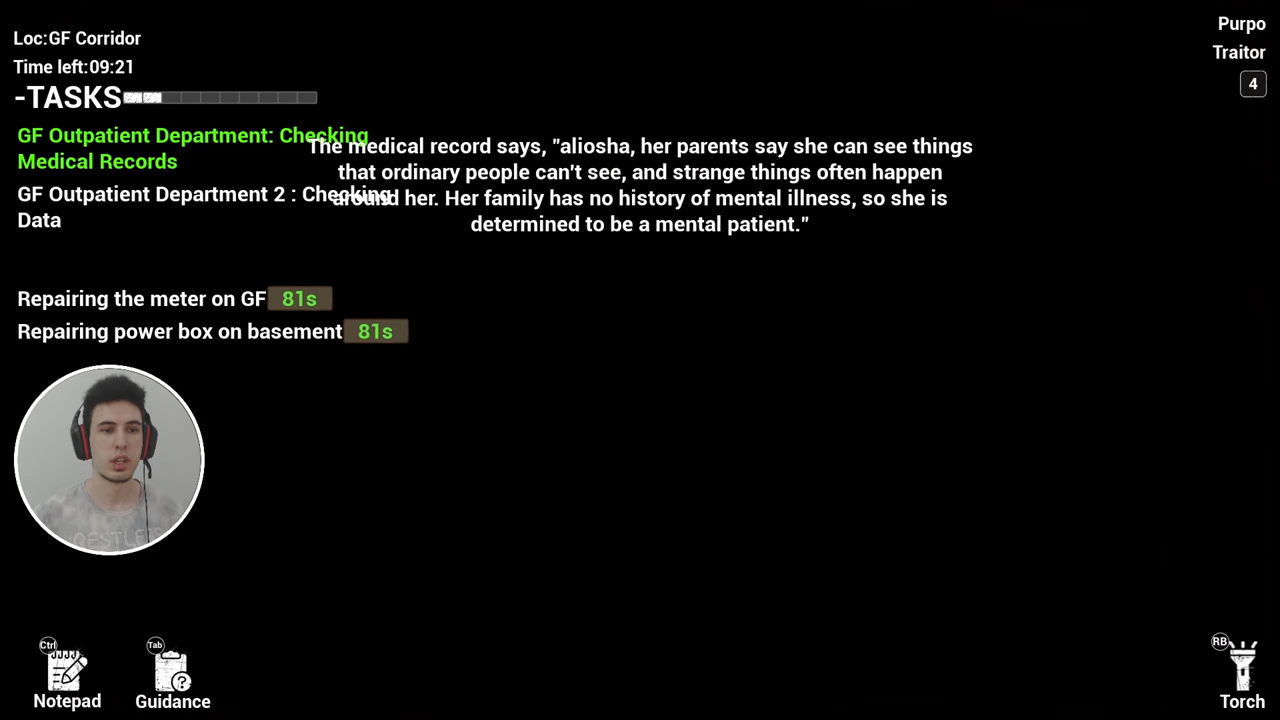 Loc:GF Corridor
Time left:09:21
-TASKS
GF Outpatient Department: Checking
Medical Records
GF Outpatient Department 2 : Checking
Data
The medical record says, "aliosha, her parents say she can see things
that ordinary people can't see, and strange things often happen
around her. Her family has no history of mental illness, so she is
determined to be a mental patient."
Repairing the meter on GF 81s
Repairing power box on basement 81s
Purpo
Traitor
4
RESTLE
Ctrl
Notepad
Tab
Guidance
RB
Torch